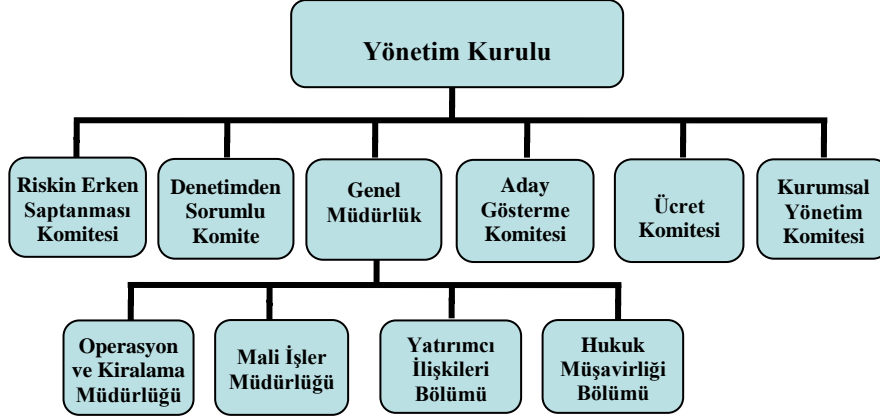 Yönetim Kurulu
Riskin Erken
Saptanması
Komitesi
Denetimden
Sorumlu
Komite
Genel
Müdürlük
Aday
Gösterme
Komitesi
Ücret
Komitesi
Kurumsal
Yönetim
Komitesi
Operasyon
ve Kiralama
Müdürlüğü
Mali İşler
Müdürlüğü
Yatırımcı
İlişkileri
Bölümü
Hukuk
Müşavirliği
Bölümü